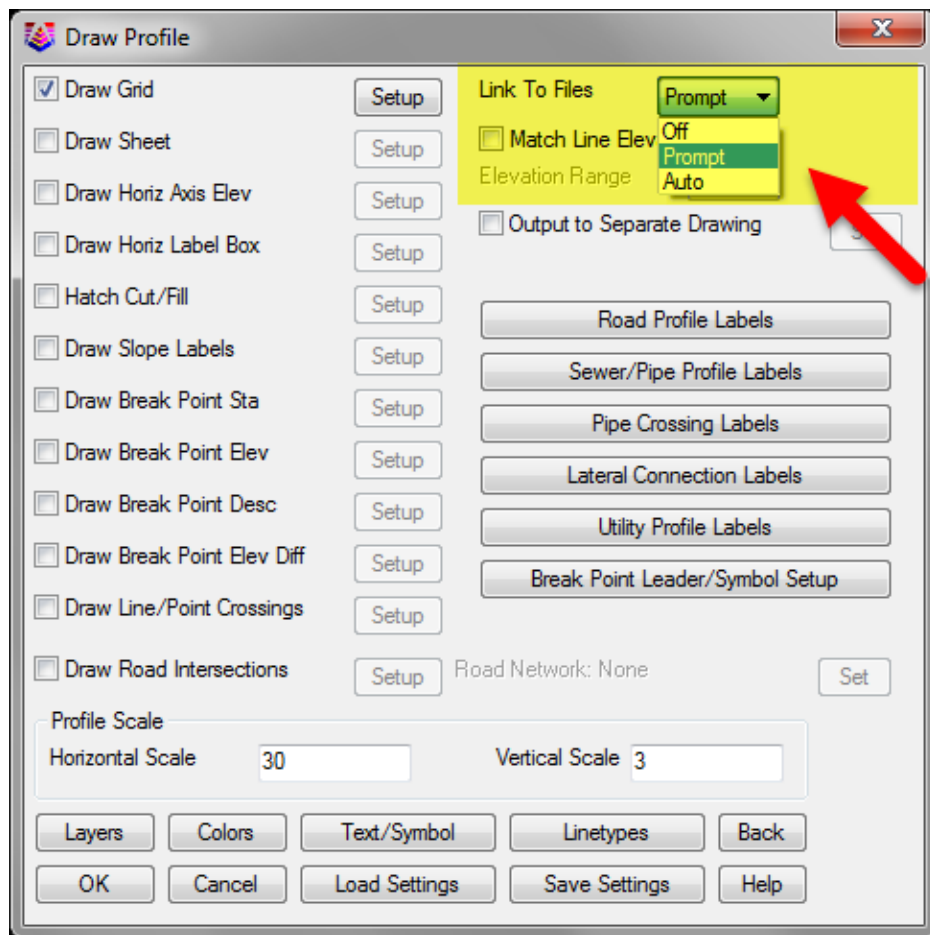 Draw Profile
Draw Grid Setup Link To Files Prompt
Off
Prompt
Auto
Draw Sheet Setup Match Line Elev
Draw Horiz Axis Elev Setup Elevation Range
Draw Horiz Label Box Setup Output to Separate Drawing
Hatch Cut/Fill Setup Road Profile Labels
Draw Slope Labels Setup Sewer/Pipe Profile Labels
Draw Break Point Sta Setup Pipe Crossing Labels
Draw Break Point Elev Setup Lateral Connection Labels
Draw Break Point Desc Setup Utility Profile Labels
Draw Break Point Elev Diff Setup Break Point Leader/Symbol Setup
Draw Line/Point Crossings Setup
Draw Road Intersections Setup Road Network: None Set
Profile Scale
Horizontal Scale 30 Vertical Scale 3
Layers Colors Text/Symbol Linetypes Back
OK Cancel Load Settings Save Settings Help